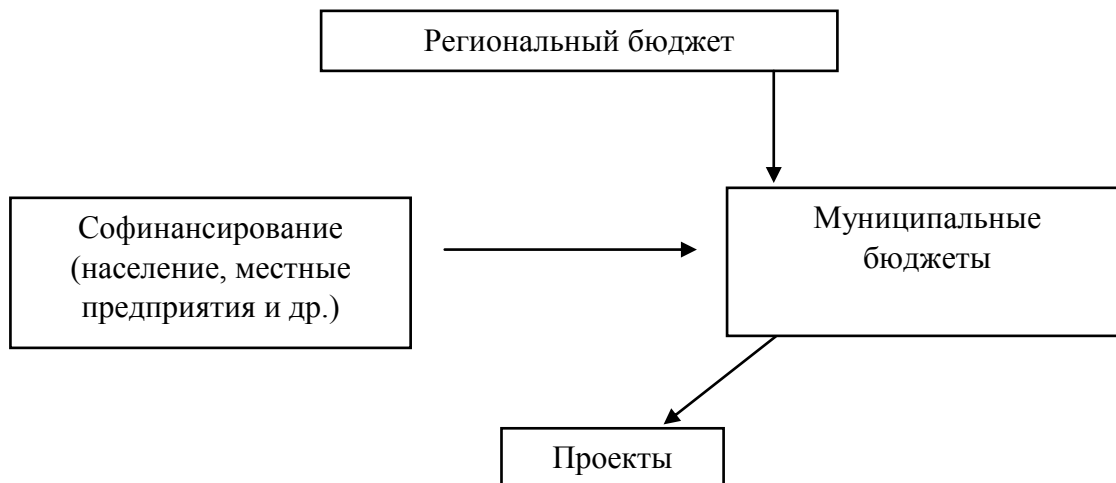 Региональный бюджет
Софинансирование
(население, местные
предприятия и др.)
Муниципальные
бюджеты
Проекты